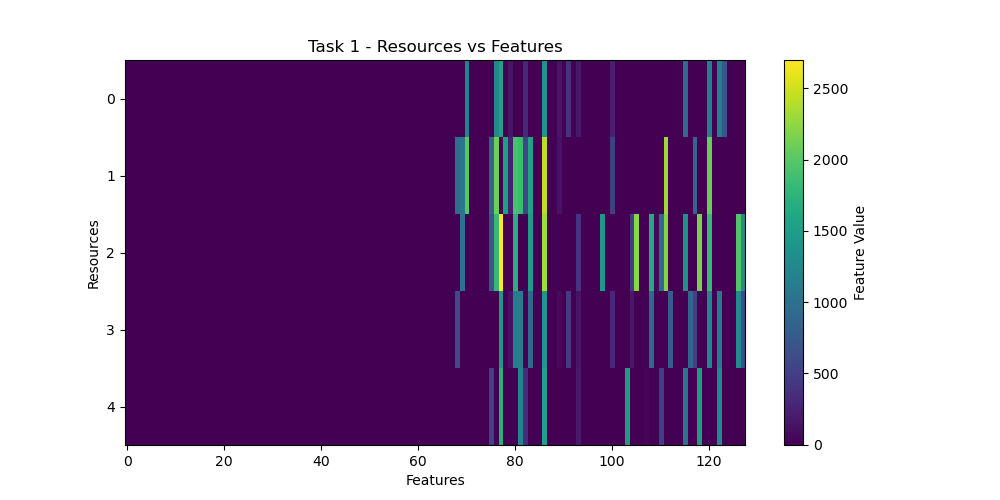 Task 1 - Resources vs Features
0
1
2
3
4
Resources
0 20 40 60 80 100 120
Features
2500
2000
1500
1000
500
0
Feature Value